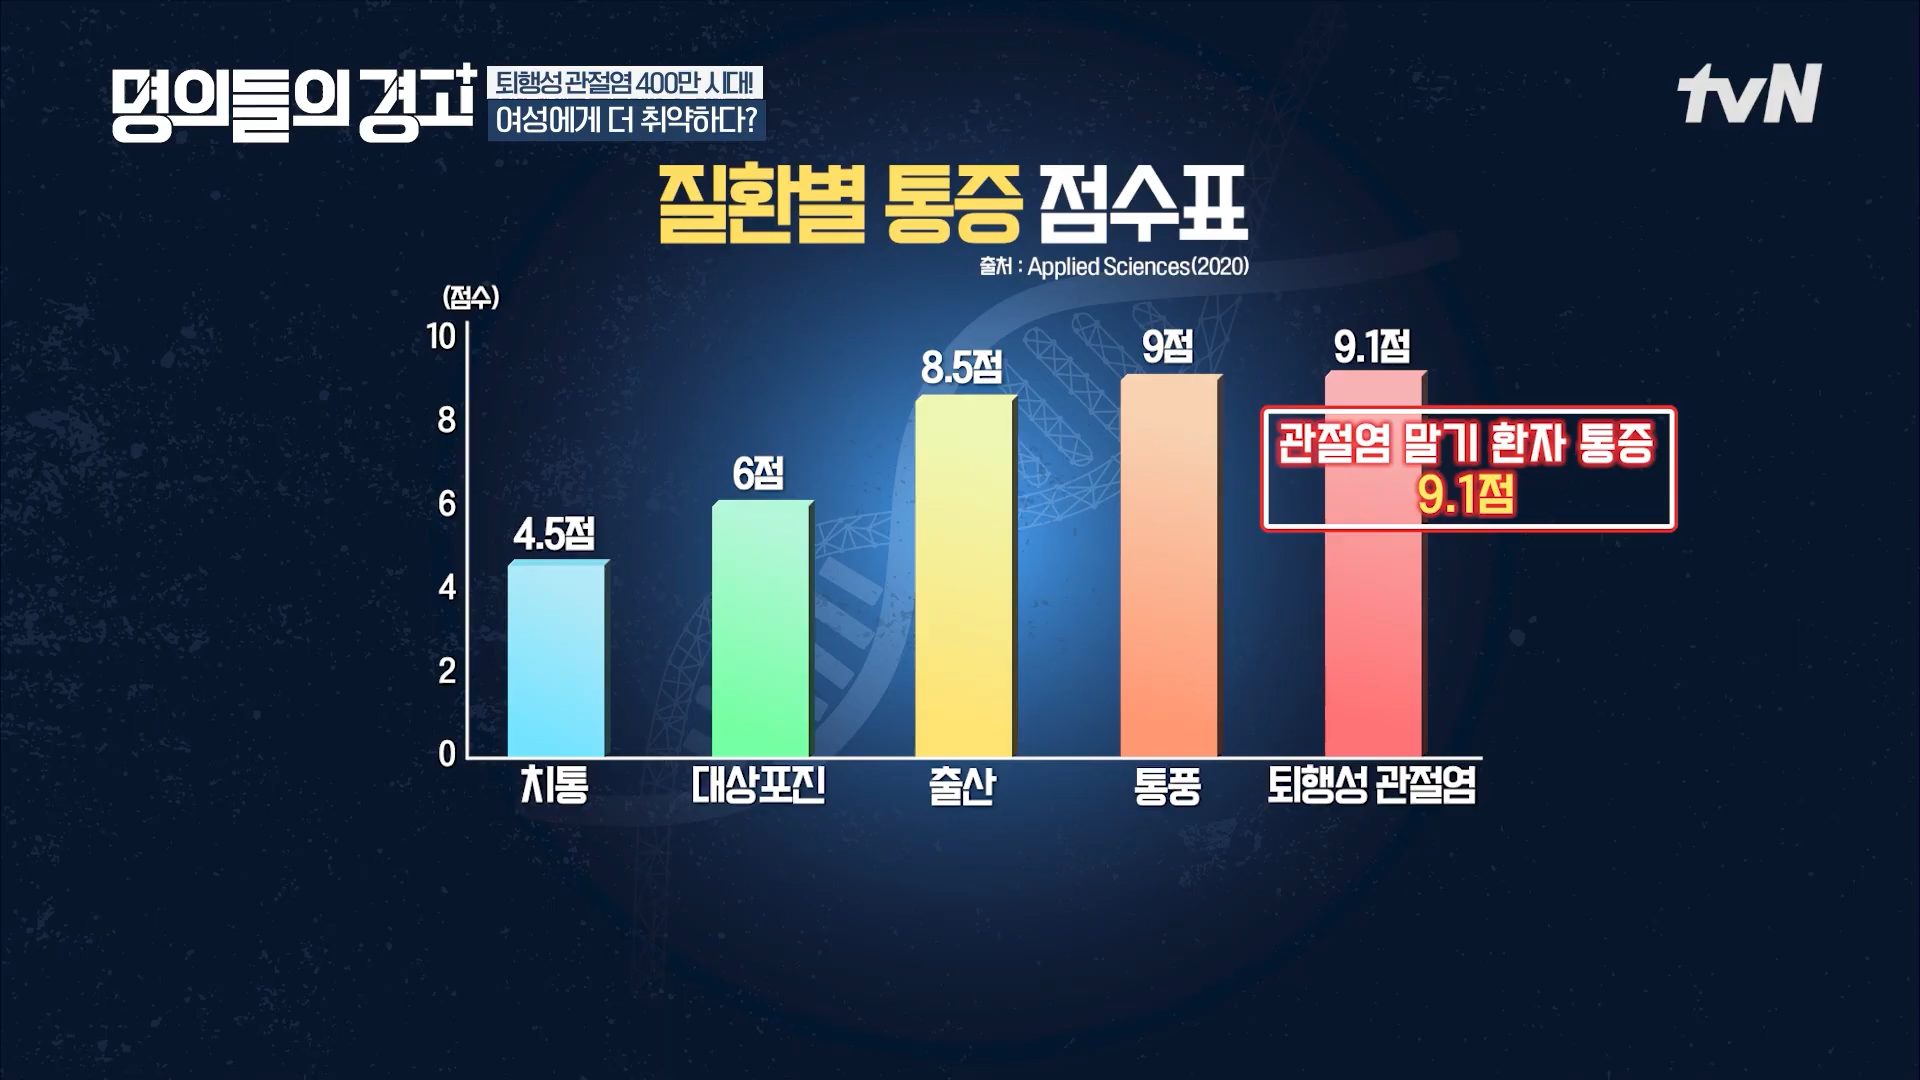 명의들의 경고+
퇴행성 관절염 400만 시대!
여성에게 더 취약하다?
tvN
질환별 통증 점수표
출처 : Applied Sciences(2020)
(점수)
10
8
6
4
2
0
4.5점
6점
8.5점
9점
9.1점
관절염 말기 환자 통증
9.1점
치통
대상포진
출산
통풍
퇴행성 관절염